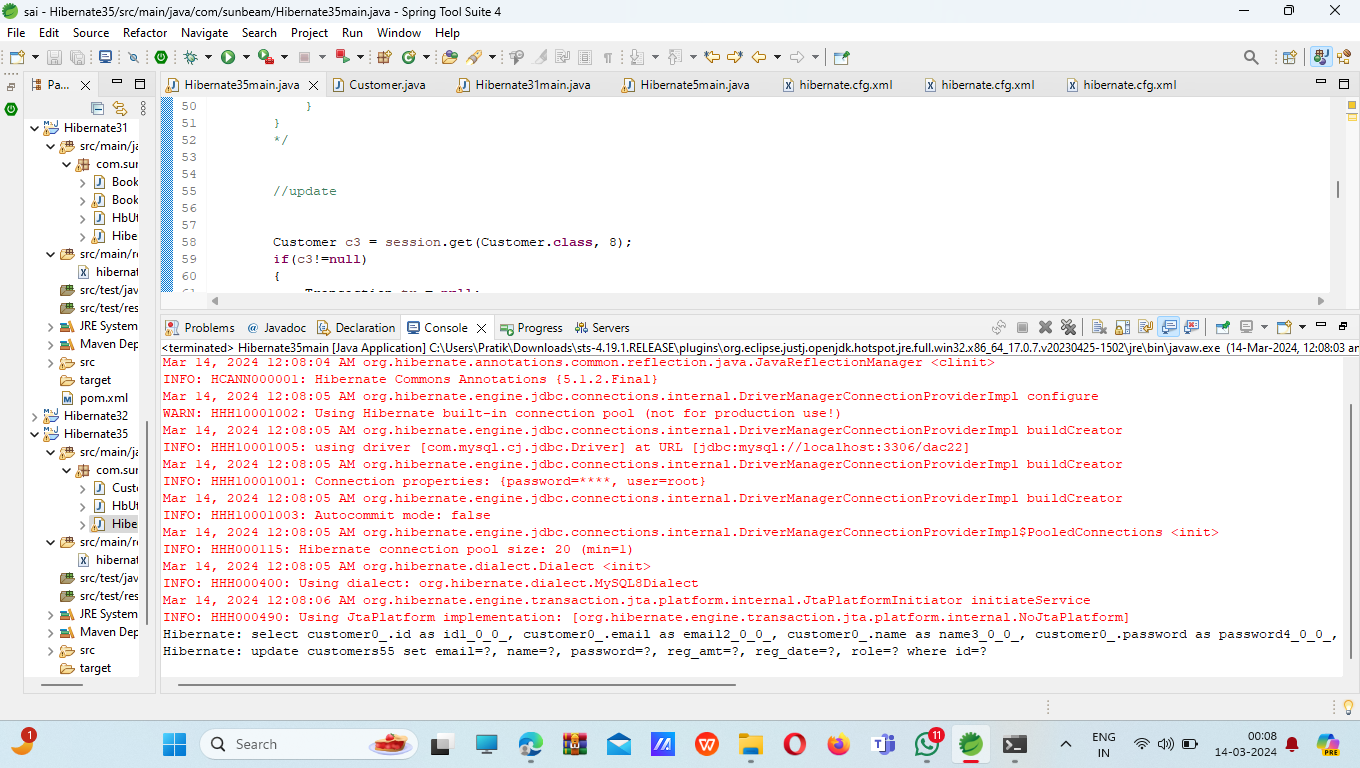 sai - Hibernate35/src/main/java/com/sunbeam/Hibernate35main.java - Spring Tool Suite 4
File Edit Source Refactor Navigate Search Project Run Window Help
Pa...
Hibernate35main.java Customer.java Hibernate31main.java Hibernate5main.java hibernate.cfg.xml hibernate.cfg.xml hibernate.cfg.xml
Hibernate31
src/main/ja
com.sur
Book
Book
HbUt
Hibe
src/main/re
hibernat
src/test/jav
src/test/res
JRE System
Maven Dep
src
target
pom.xml
Hibernate32
Hibernate35
src/main/ja
com.sur
Custo
HbUt
Hibe
src/main/re
hibernat
src/test/jav
src/test/res
JRE System
Maven Dep
src
target
50 }
51 }
52 */
53
54
55 //update
56
57
58 Customer c3 = session.get(Customer.class, 8);
59 if(c3!=null)
60 {
Problems Javadoc Declaration Console Progress Servers
<terminated> Hibernate35main [Java Application] C:\Users\Pratik\Downloads\sts-4.19.1.RELEASE\plugins\org.eclipse.justj.openjdk.hotspot.jre.full.win32.x86_64_17.0.7.v20230425-1502\jre\bin\javaw.exe (14-Mar-2024, 12:08:03 am
Mar 14, 2024 12:08:04 AM org.hibernate.annotations.common.reflection.java.JavaReflectionManager <clinit>
INFO: HCANN000001: Hibernate Commons Annotations {5.1.2.Final}
Mar 14, 2024 12:08:05 AM org.hibernate.engine.jdbc.connections.internal.DriverManagerConnectionProviderImpl configure
WARN: HHH10001002: Using Hibernate built-in connection pool (not for production use!)
Mar 14, 2024 12:08:05 AM org.hibernate.engine.jdbc.connections.internal.DriverManagerConnectionProviderImpl buildCreator
INFO: HHH10001005: using driver [com.mysql.cj.jdbc.Driver] at URL [jdbc:mysql://localhost:3306/dac22]
Mar 14, 2024 12:08:05 AM org.hibernate.engine.jdbc.connections.internal.DriverManagerConnectionProviderImpl buildCreator
INFO: HHH10001001: Connection properties: {password=****, user=root}
Mar 14, 2024 12:08:05 AM org.hibernate.engine.jdbc.connections.internal.DriverManagerConnectionProviderImpl buildCreator
INFO: HHH10001003: Autocommit mode: false
Mar 14, 2024 12:08:05 AM org.hibernate.engine.jdbc.connections.internal.DriverManagerConnectionProviderImpl$PooledConnections <init>
INFO: HHH000115: Hibernate connection pool size: 20 (min=1)
Mar 14, 2024 12:08:05 AM org.hibernate.dialect.Dialect <init>
INFO: HHH000400: Using dialect: org.hibernate.dialect.MySQL8Dialect
Mar 14, 2024 12:08:06 AM org.hibernate.engine.transaction.jta.platform.internal.JtaPlatformInitiator initiateService
INFO: HHH000490: Using JtaPlatform implementation: [org.hibernate.engine.transaction.jta.platform.internal.NoJtaPlatform]
Hibernate: select customer0_.id as id1_0_0_, customer0_.email as email2_0_0_, customer0_.name as name3_0_0_, customer0_.password as password4_0_0_,
Hibernate: update customers55 set email=?, name=?, password=?, reg_amt=?, reg_date=?, role=? where id=?
1
Search
11
ENG
IN
00:08
14-03-2024
PRE